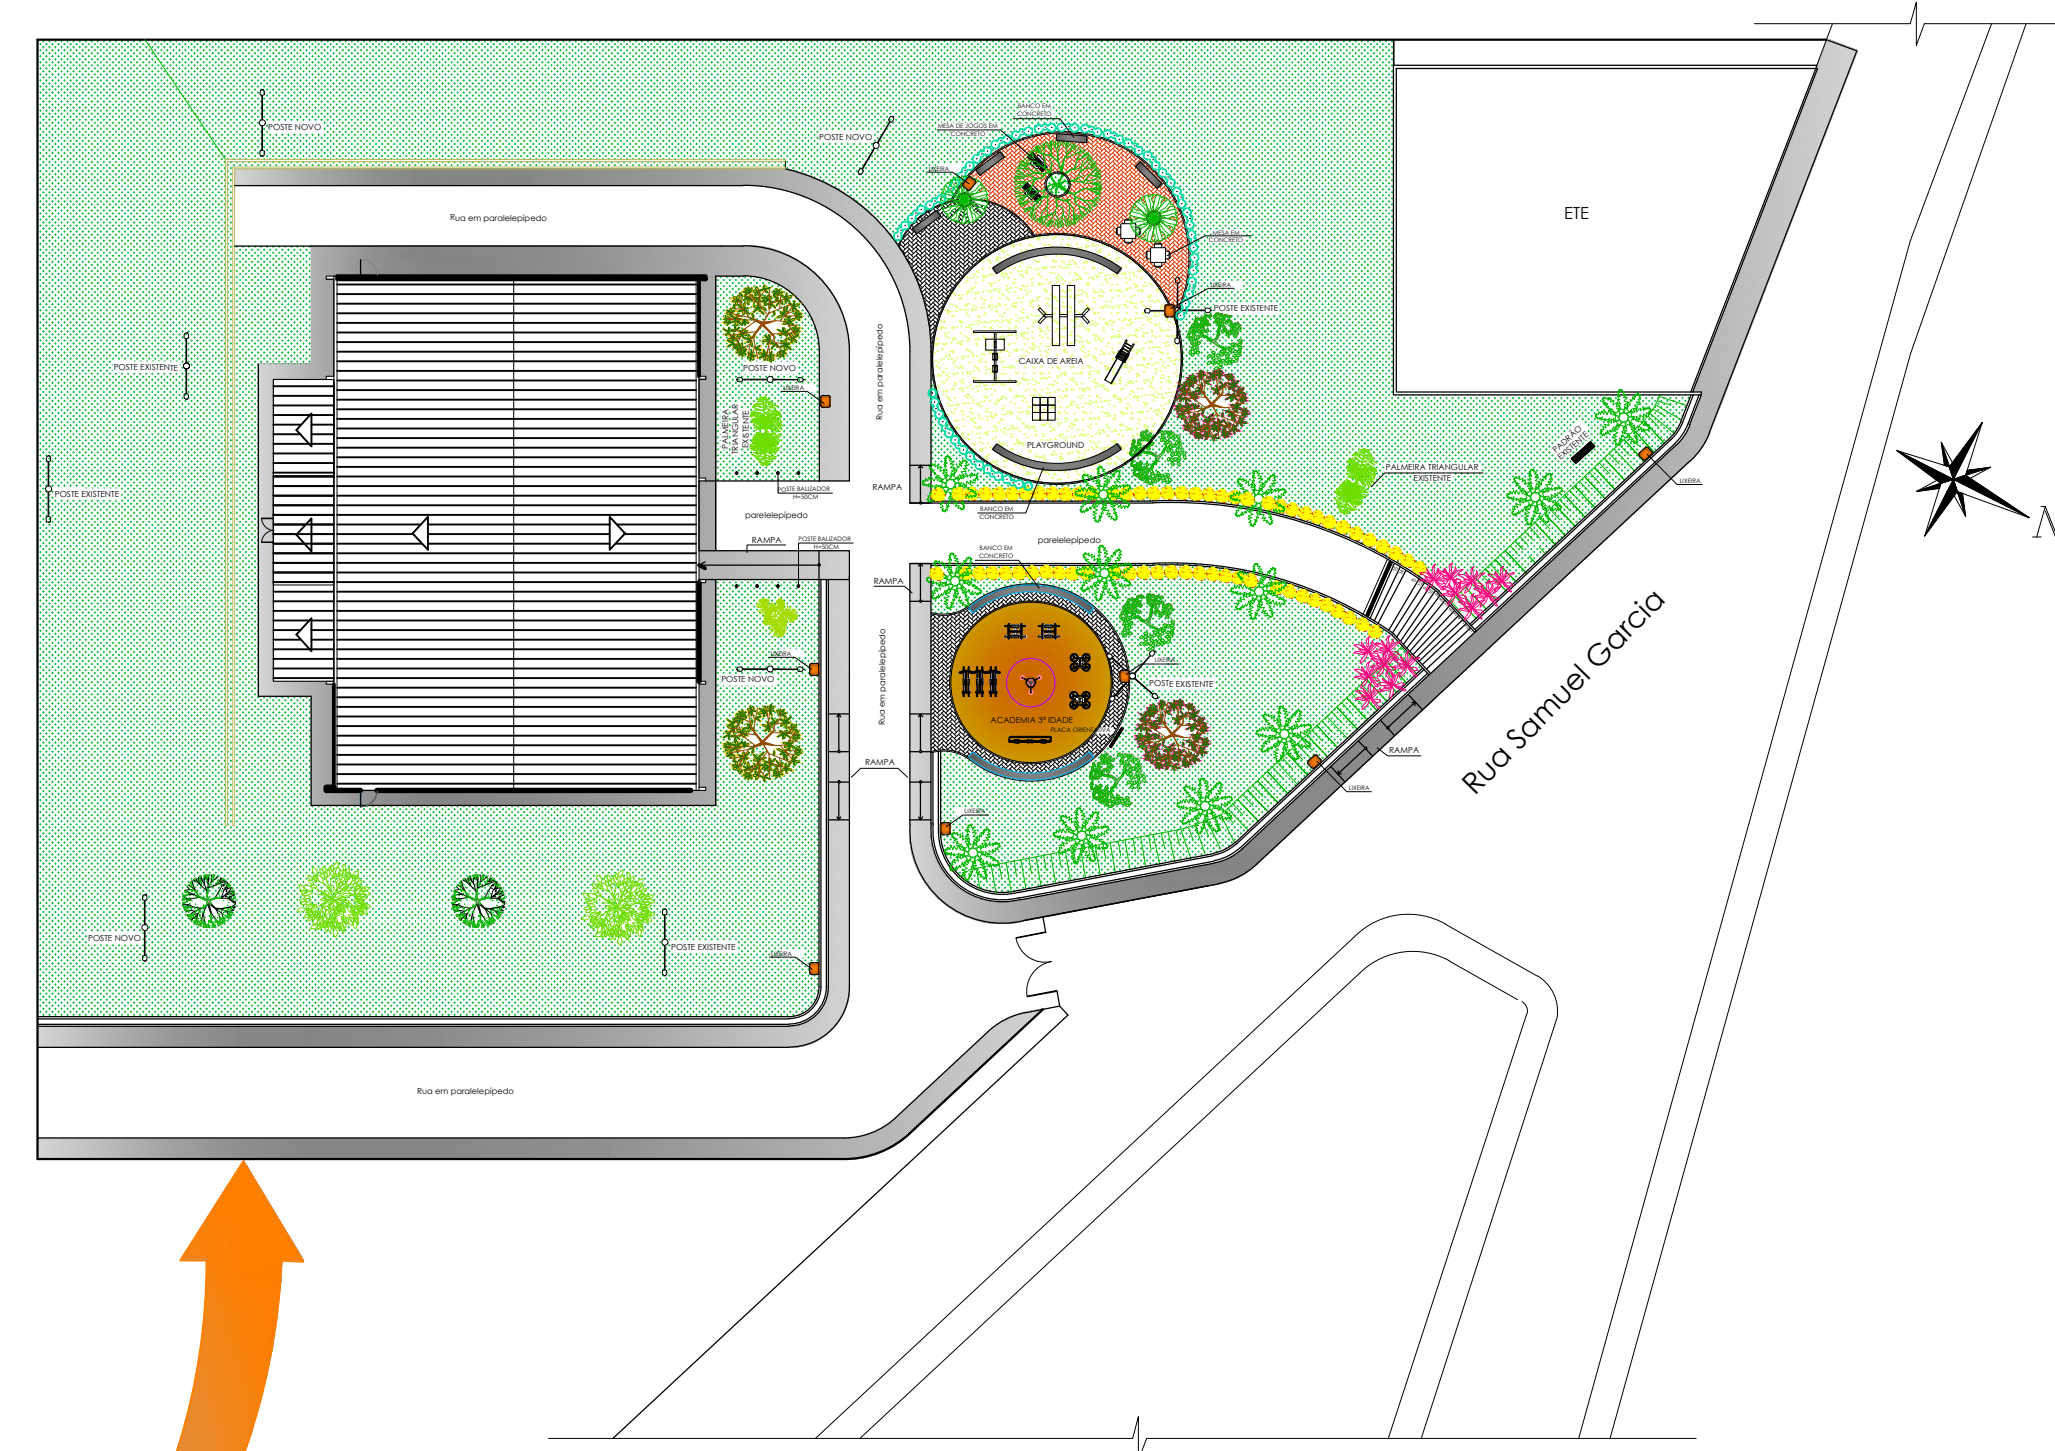 POSTE NOVO
POSTE NOVO
BANCO EM
CONCRETO
MESA DE JOGOS EM
CONCRETO
LIXEIRA
Rua em paralelepípedo
ETE
MESA EM
CONCRETO
LIXEIRA
POSTE EXISTENTE
POSTE EXISTENTE
POSTE NOVO
LIXEIRA
PALMEIRA
TRIANGULAR
EXISTENTE
Rua em paralelepípedo
CAIXA DE AREIA
PLAYGROUND
PADRÃO
EXISTENTE
PALMEIRA TRIANGULAR
EXISTENTE
LIXEIRA
POSTE EXISTENTE
RAMPA
POSTE BALIZADOR
H=50CM
BANCO EM
CONCRETO
parelelepípedo
RAMPA
POSTE BALIZADOR
H=50CM
parelelepípedo
BANCO EM
CONCRETO
N
RAMPA
LIXEIRA
POSTE NOVO
Rua em paralelepípedo
LIXEIRA
POSTE EXISTENTE
ACADEMIA 3ª IDADE
Rua Samuel Garcia
RAMPA
RAMPA
LIXEIRA
LIXEIRA
POSTE NOVO
POSTE EXISTENTE
LIXEIRA
Rua em paralelepípedo